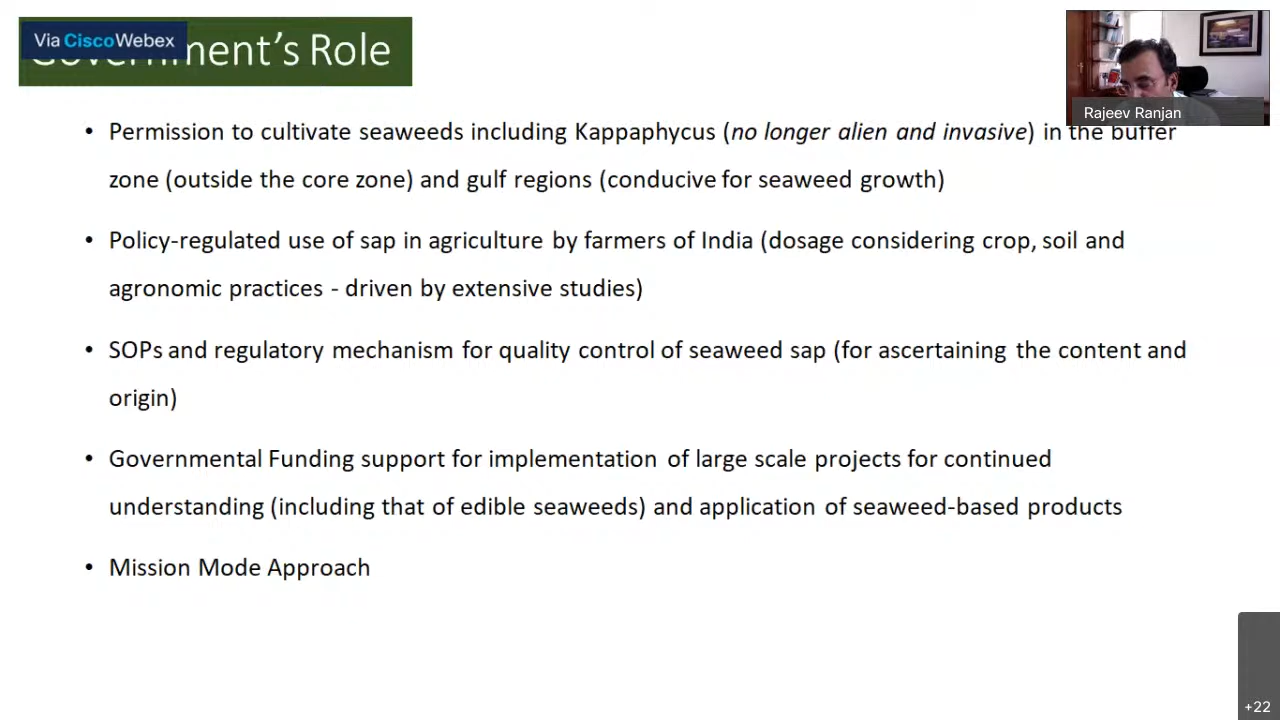 Via Cisco Webex
Government's Role
Rajeev Ranjan
• Permission to cultivate seaweeds including Kappaphycus (no longer alien and invasive) in the buffer
zone (outside the core zone) and gulf regions (conducive for seaweed growth)
• Policy-regulated use of sap in agriculture by farmers of India (dosage considering crop, soil and
agronomic practices - driven by extensive studies)
• SOPs and regulatory mechanism for quality control of seaweed sap (for ascertaining the content and
origin)
• Governmental Funding support for implementation of large scale projects for continued
understanding (including that of edible seaweeds) and application of seaweed-based products
• Mission Mode Approach
+22